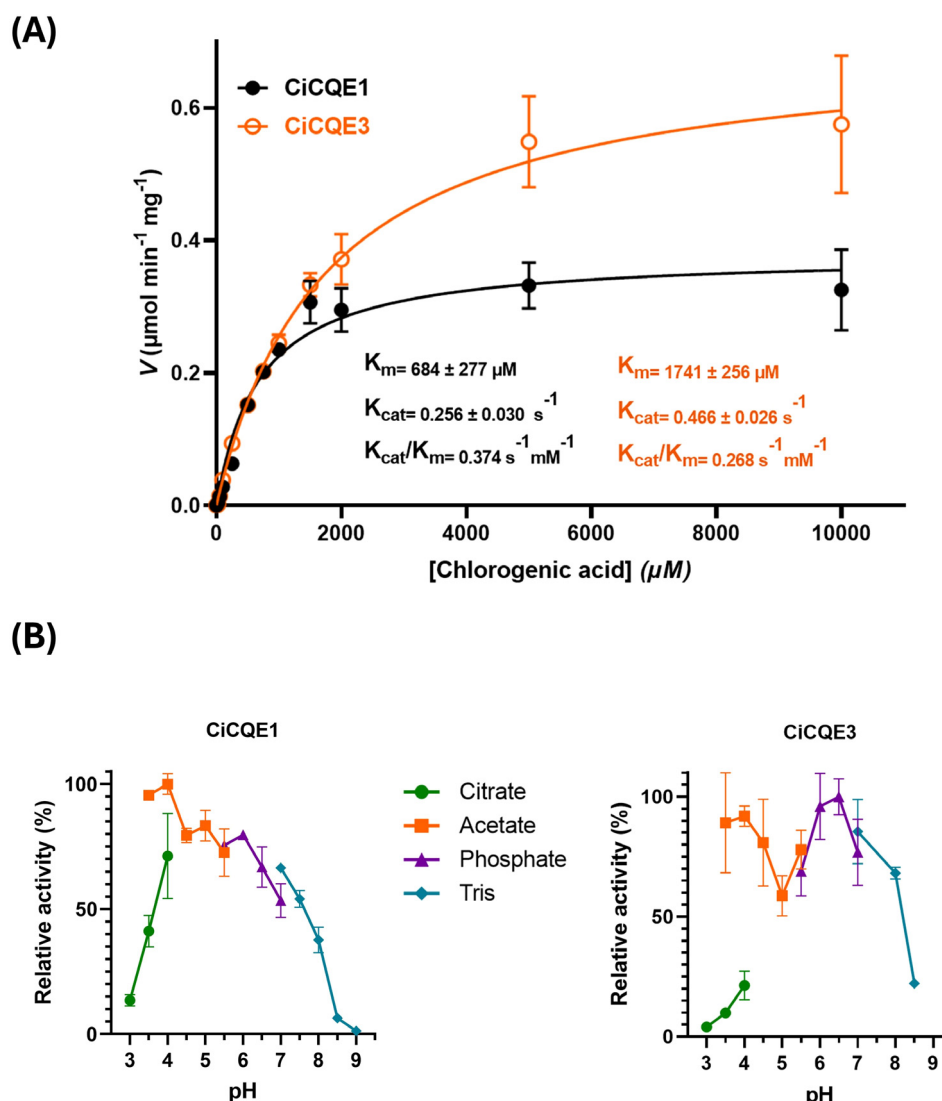 (A)
CiCQE1
CiCQE3
V (µmol min⁻¹ mg⁻¹)
0.6
0.4
0.2
0.0
Km= 684 ± 277 µM
Kcat= 0.256 ± 0.030 s⁻¹
Kcat/Km= 0.374 s⁻¹mM⁻¹
Km= 1741 ± 256 µM
Kcat= 0.466 ± 0.026 s⁻¹
Kcat/Km= 0.268 s⁻¹mM⁻¹
0 2000 4000 6000 8000 10000
[Chlorogenic acid] (µM)
(B)
CiCQE1
Relative activity (%)
100
50
0
3 4 5 6 7 8 9
pH
Citrate
Acetate
Phosphate
Tris
CiCQE3
Relative activity (%)
100
50
0
3 4 5 6 7 8 9
pH